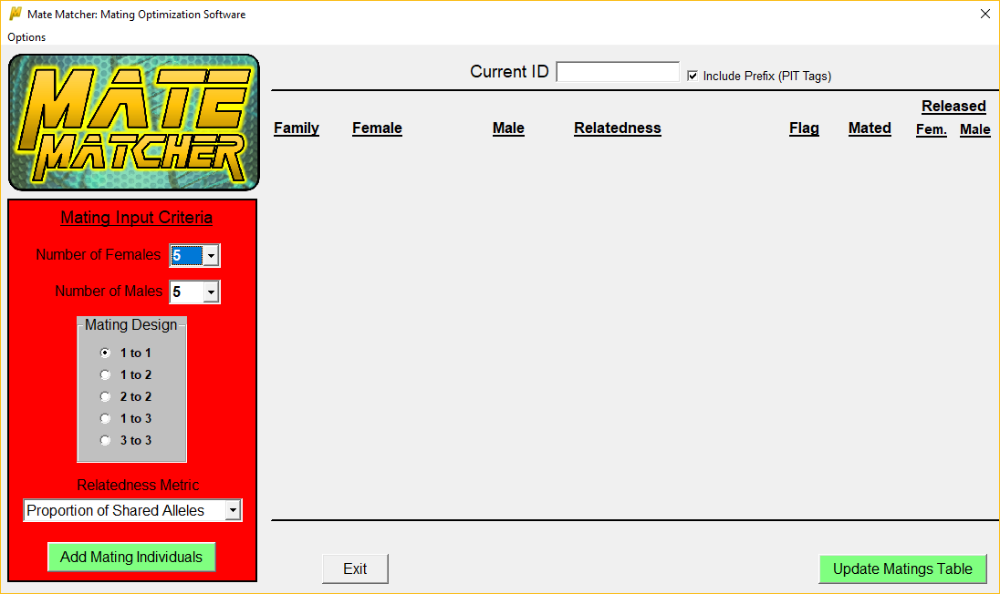 Mate Matcher: Mating Optimization Software
Options
MATE
MATCHER
Current ID
Include Prefix (PIT Tags)
Released
Family Female Male Relatedness Flag Mated Fem. Male
Mating Input Criteria
Number of Females 5
Number of Males 5
Mating Design
1 to 1
1 to 2
2 to 2
1 to 3
3 to 3
Relatedness Metric
Proportion of Shared Alleles
Add Mating Individuals
Exit
Update Matings Table